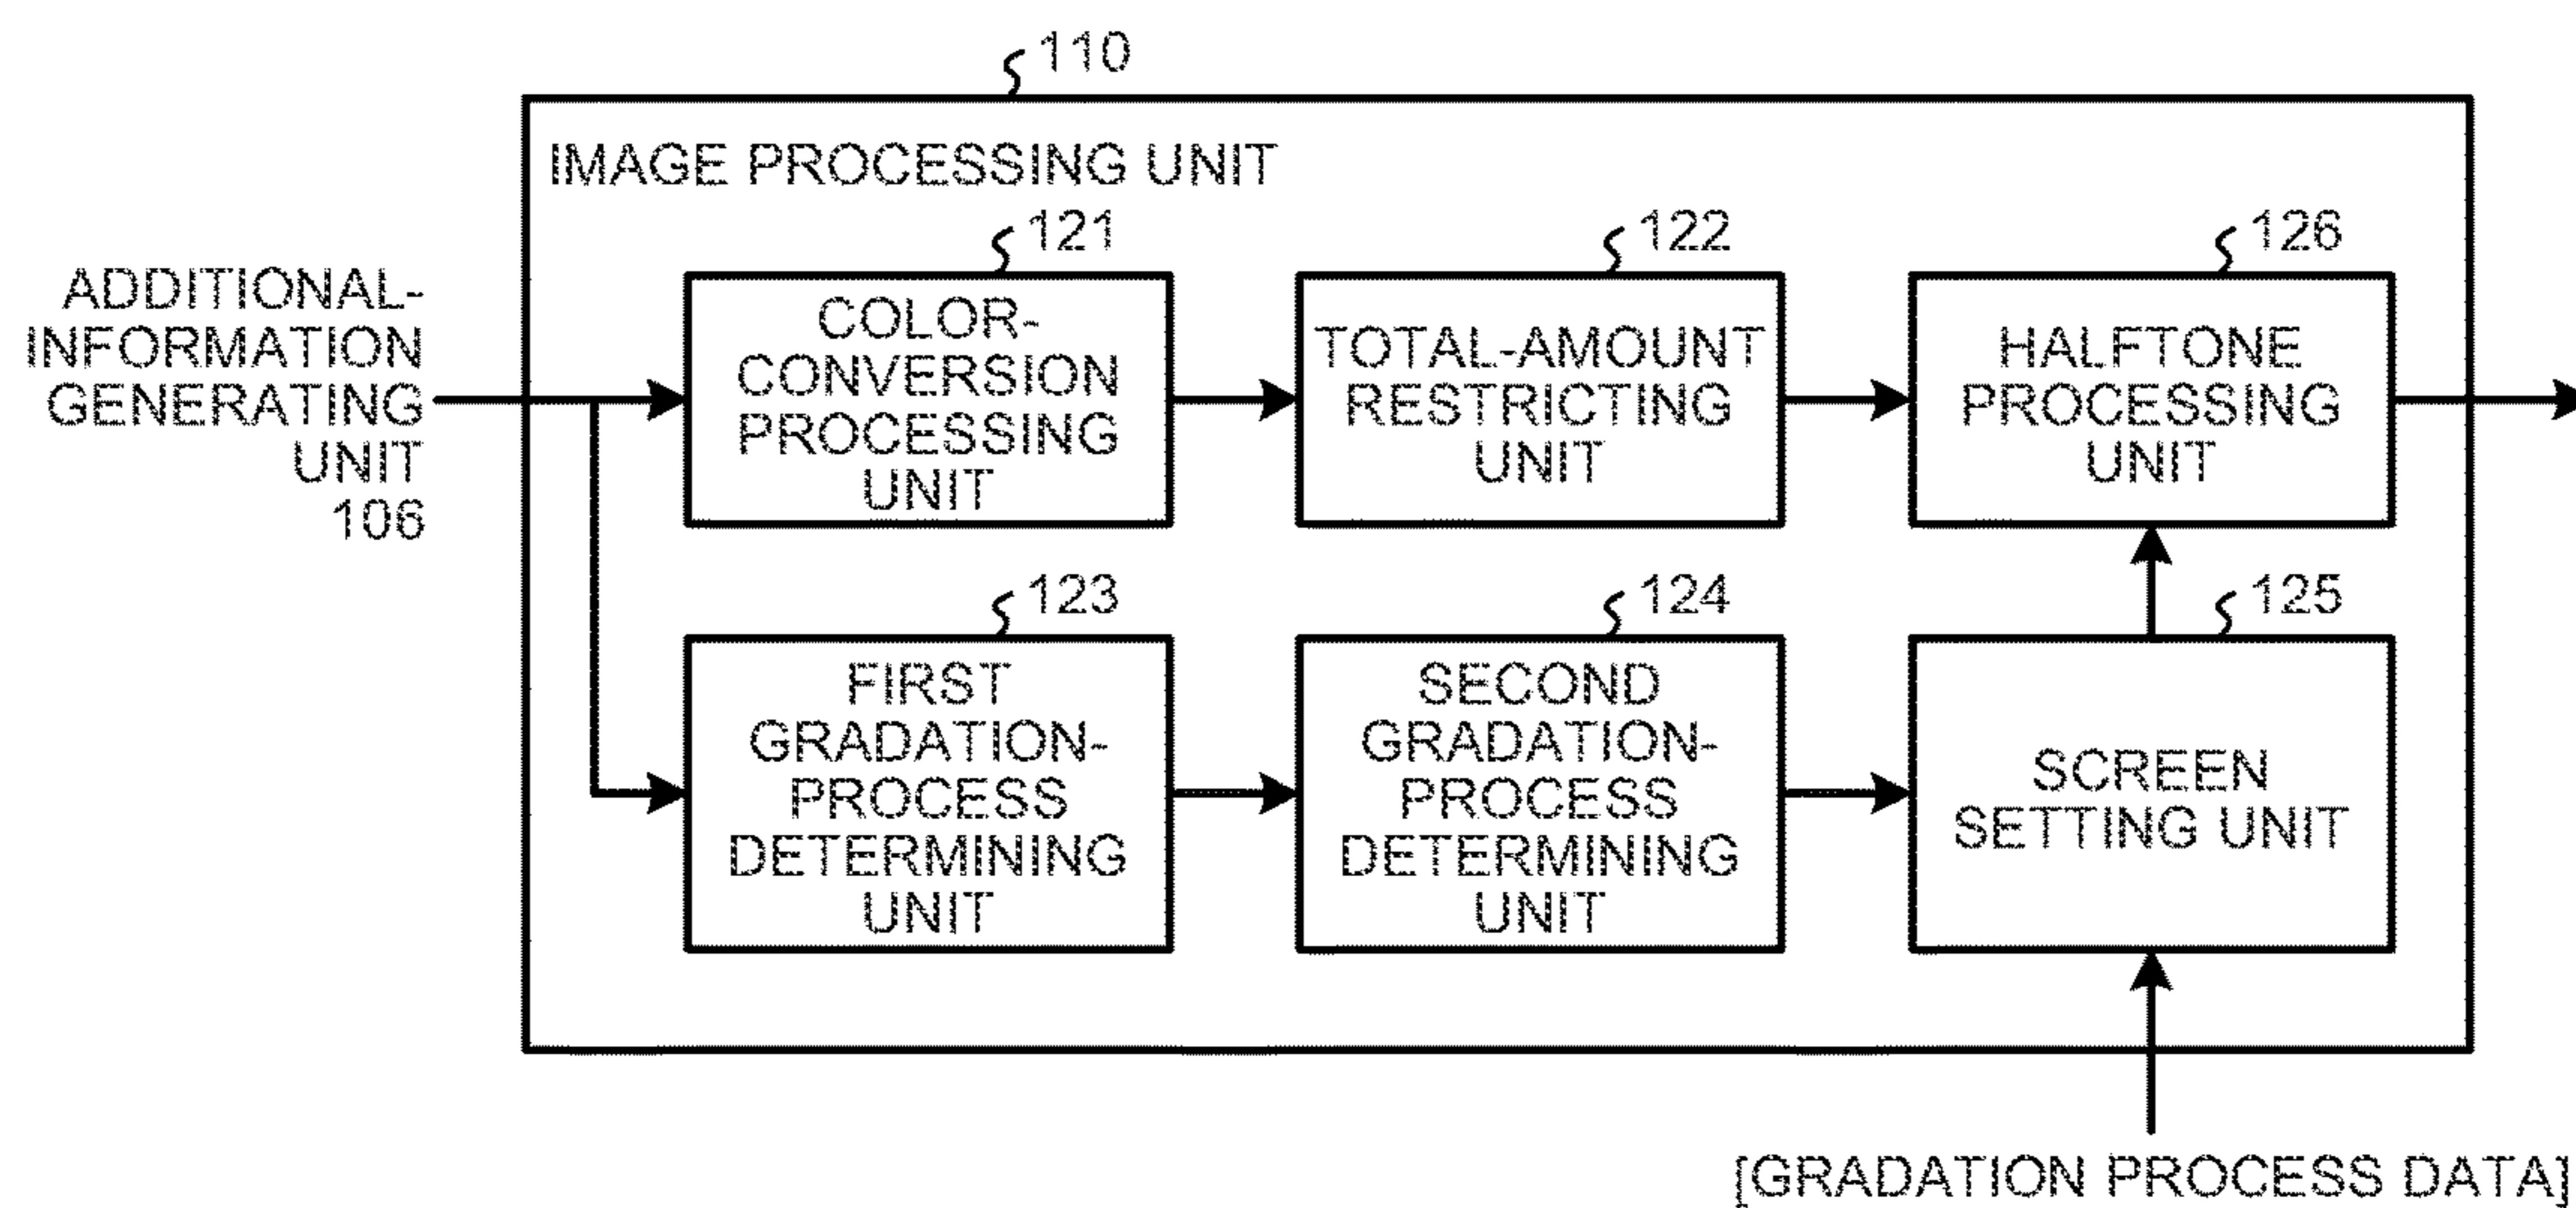 110
IMAGE PROCESSING UNIT
ADDITIONAL-
INFORMATION
GENERATING
UNIT
106
121
COLOR-
CONVERSION
PROCESSING
UNIT
122
TOTAL-AMOUNT
RESTRICTING
UNIT
126
HALFTONE
PROCESSING
UNIT
123
FIRST
GRADATION-
PROCESS
DETERMINING
UNIT
124
SECOND
GRADATION-
PROCESS
DETERMINING
UNIT
125
SCREEN
SETTING UNIT
[GRADATION PROCESS DATA]